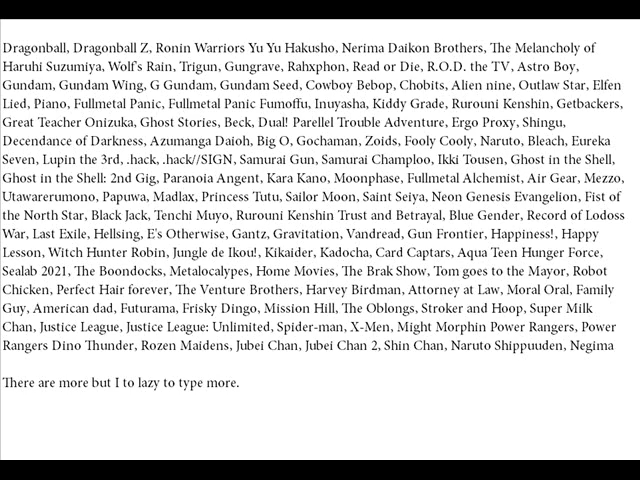 Dragonball, Dragonball Z, Ronin Warriors Yu Yu Hakusho, Nerima Daikon Brothers, The Melancholy of
Haruhi Suzumiya, Wolf's Rain, Trigun, Gungrave, Rahxphon, Read or Die, R.O.D. the TV, Astro Boy,
Gundam, Gundam Wing, G Gundam, Gundam Seed, Cowboy Bebop, Chobits, Alien nine, Outlaw Star, Elfen
Lied, Piano, Fullmetal Panic, Fullmetal Panic Fumoffu, Inuyasha, Kiddy Grade, Rurouni Kenshin, Getbackers,
Great Teacher Onizuka, Ghost Stories, Beck, Dual! Parellel Trouble Adventure, Ergo Proxy, Shingu,
Decendance of Darkness, Azumanga Daioh, Big O, Gochaman, Zoids, Fooly Cooly, Naruto, Bleach, Eureka
Seven, Lupin the 3rd, .hack, .hack//SIGN, Samurai Gun, Samurai Champloo, Ikki Tousen, Ghost in the Shell,
Ghost in the Shell: 2nd Gig, Paranoia Angent, Kara Kano, Moonphase, Fullmetal Alchemist, Air Gear, Mezzo,
Utawarerumono, Papuwa, Madlax, Princess Tutu, Sailor Moon, Saint Seiya, Neon Genesis Evangelion, Fist of
the North Star, Black Jack, Tenchi Muyo, Rurouni Kenshin Trust and Betrayal, Blue Gender, Record of Lodoss
War, Last Exile, Hellsing, E's Otherwise, Gantz, Gravitation, Vandread, Gun Frontier, Happiness!, Happy
Lesson, Witch Hunter Robin, Jungle de Ikou!, Kikaider, Kadocha, Card Captars, Aqua Teen Hunger Force,
Sealab 2021, The Boondocks, Metalocalypes, Home Movies, The Brak Show, Tom goes to the Mayor, Robot
Chicken, Perfect Hair forever, The Venture Brothers, Harvey Birdman, Attorney at Law, Moral Oral, Family
Guy, American dad, Futurama, Frisky Dingo, Mission Hill, The Oblongs, Stroker and Hoop, Super Milk
Chan, Justice League, Justice League: Unlimited, Spider-man, X-Men, Might Morphin Power Rangers, Power
Rangers Dino Thunder, Rozen Maidens, Jubei Chan, Jubei Chan 2, Shin Chan, Naruto Shippuuden, Negima
There are more but I to lazy to type more.